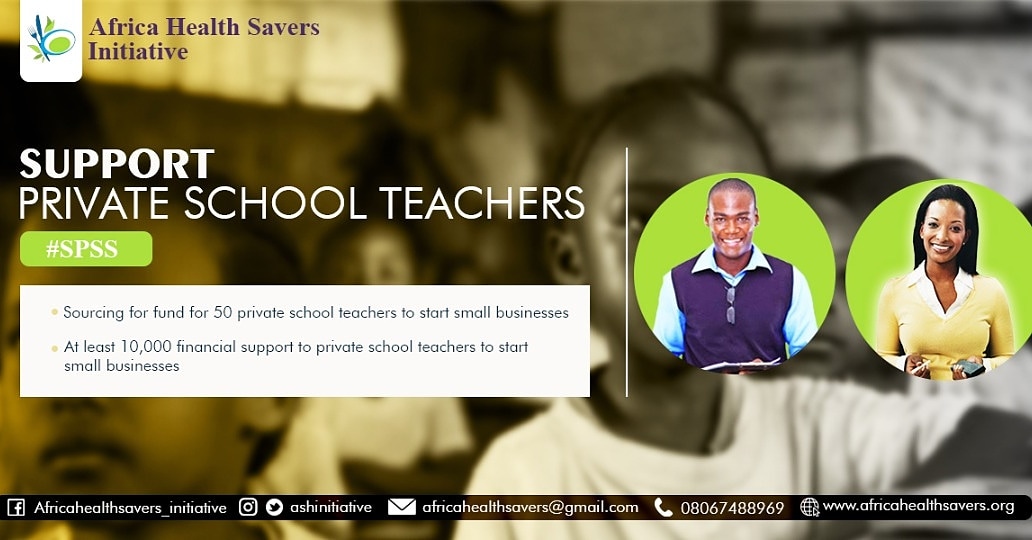 Africa Health Savers
Initiative
SUPPORT
PRIVATE SCHOOL TEACHERS
#SPSS
Sourcing for fund for 50 private school teachers to start small businesses
At least 10,000 financial support to private school teachers to start
small businesses
Africahealthsavers_initiative ashinitiative africahealthsavers@gmail.com 08067488969 www.africahealthsavers.org